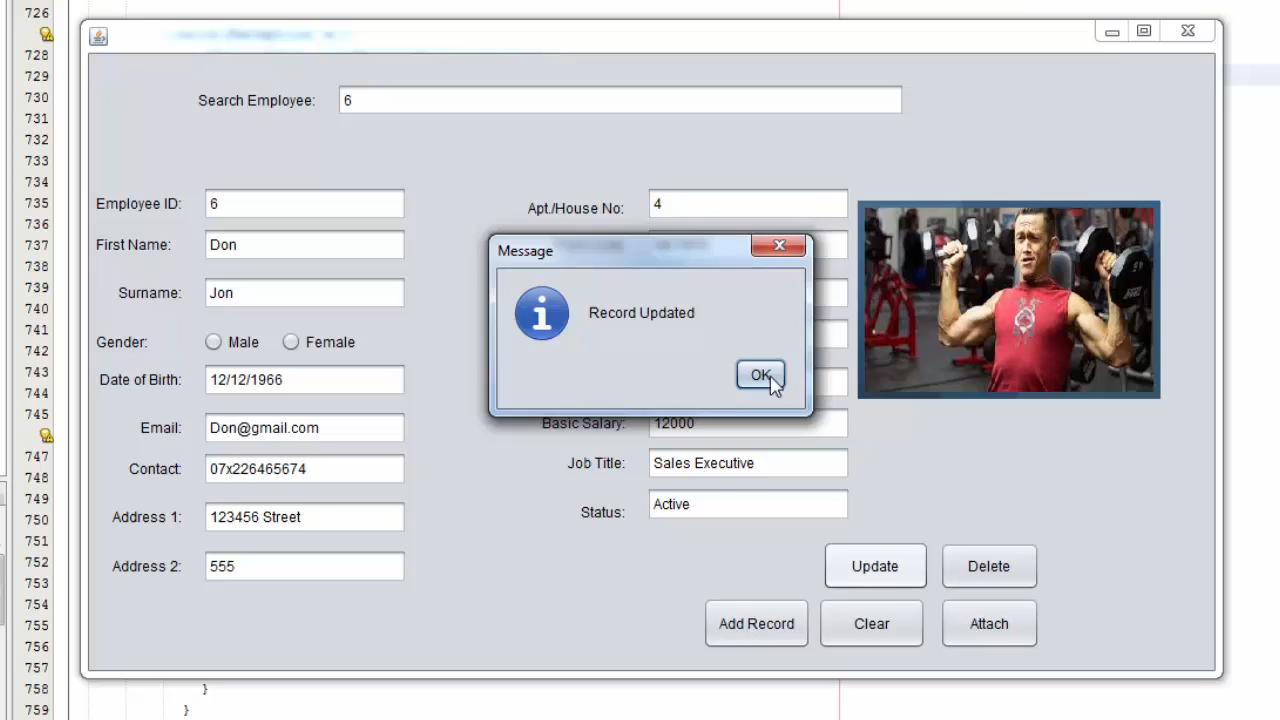 726
728
729
730
731
732
733
734
735
736
737
738
739
740
741
742
743
744
745
747
748
749
750
751
752
753
754
755
756
757
758
759
Search Employee: 6
Employee ID: 6
First Name: Don
Surname: Jon
Gender: Male Female
Date of Birth: 12/12/1966
Email: Don@gmail.com
Contact: 07x226465674
Address 1: 123456 Street
Address 2: 555
Apt./House No: 4
Message
Record Updated
OK
Basic Salary: 12000
Job Title: Sales Executive
Status: Active
Update Delete
Add Record Clear Attach
}
}